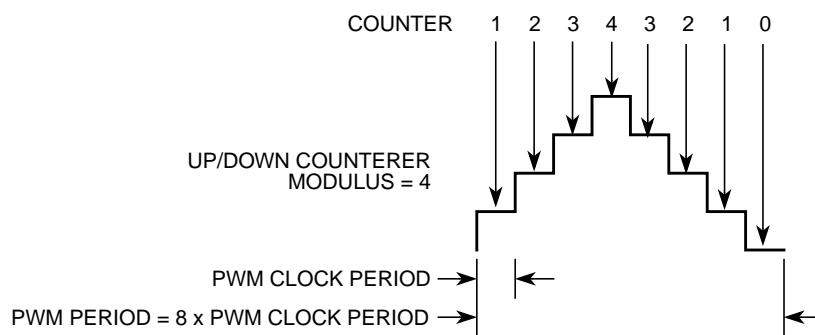 COUNTER 1 2 3 4 3 2 1 0
UP/DOWN COUNTERER
MODULUS = 4
PWM CLOCK PERIOD
PWM PERIOD = 8 x PWM CLOCK PERIOD